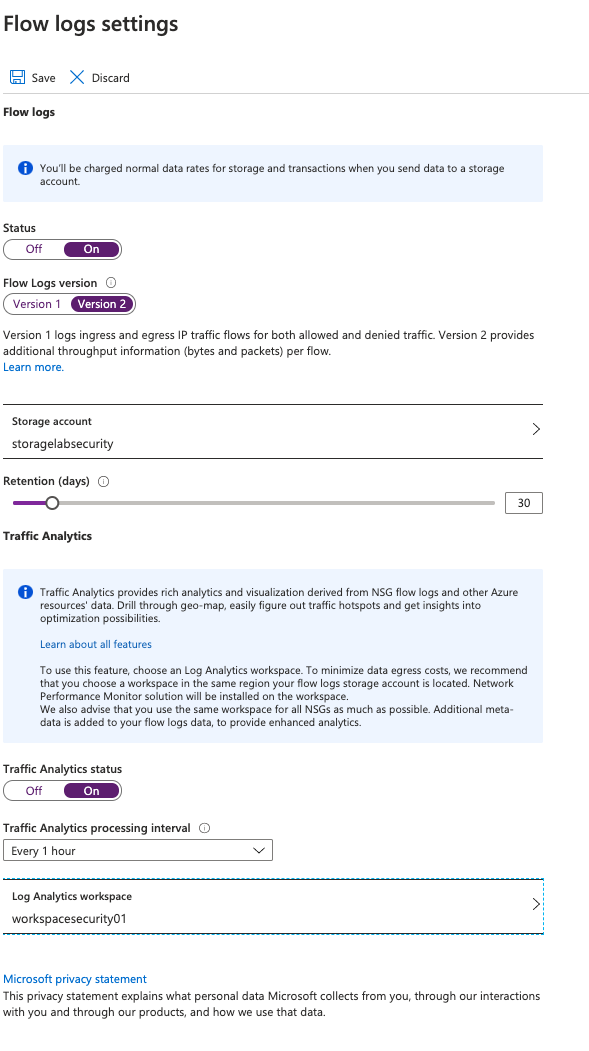 Flow logs settings
Save Discard
Flow logs
You'll be charged normal data rates for storage and transactions when you send data to a storage
account.
Status
Off On
Flow Logs version
Version 1 Version 2
Version 1 logs ingress and egress IP traffic flows for both allowed and denied traffic. Version 2 provides
additional throughput information (bytes and packets) per flow.
Learn more.
Storage account
storagelabsecurity
Retention (days)
30
Traffic Analytics
Traffic Analytics provides rich analytics and visualization derived from NSG flow logs and other Azure
resources' data. Drill through geo-map, easily figure out traffic hotspots and get insights into
optimization possibilities.
Learn about all features
To use this feature, choose an Log Analytics workspace. To minimize data egress costs, we recommend
that you choose a workspace in the same region your flow logs storage account is located. Network
Performance Monitor solution will be installed on the workspace.
We also advise that you use the same workspace for all NSGs as much as possible. Additional meta-
data is added to your flow logs data, to provide enhanced analytics.
Traffic Analytics status
Off On
Traffic Analytics processing interval
Every 1 hour
Log Analytics workspace
workspacesecurity01
Microsoft privacy statement
This privacy statement explains what personal data Microsoft collects from you, through our interactions
with you and through our products, and how we use that data.